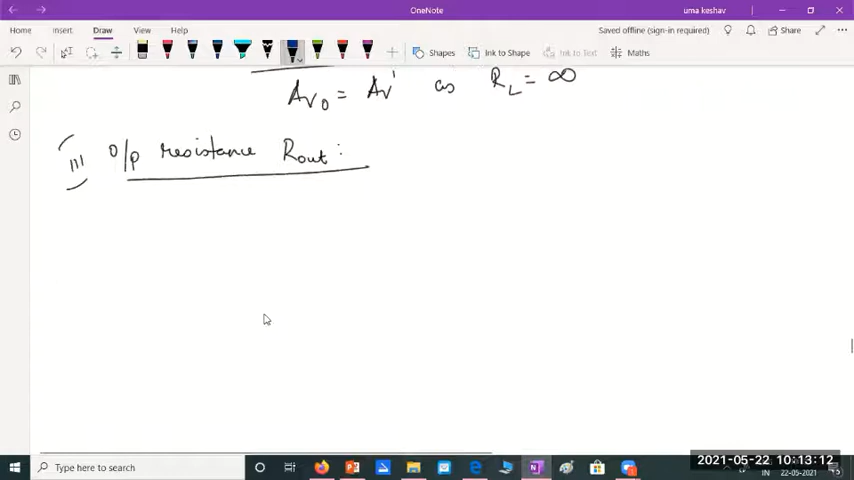 OneNote
uma keshav
Home Insert Draw View Help
Saved offline (sign-in required) Share
Shapes Ink to Shape Ink to Text Maths
Av₀ = Av' as R_L = ∞
iii) O/p resistance Rout :
Type here to search
2021-05-22 10:13:12
IN 22-05-2021